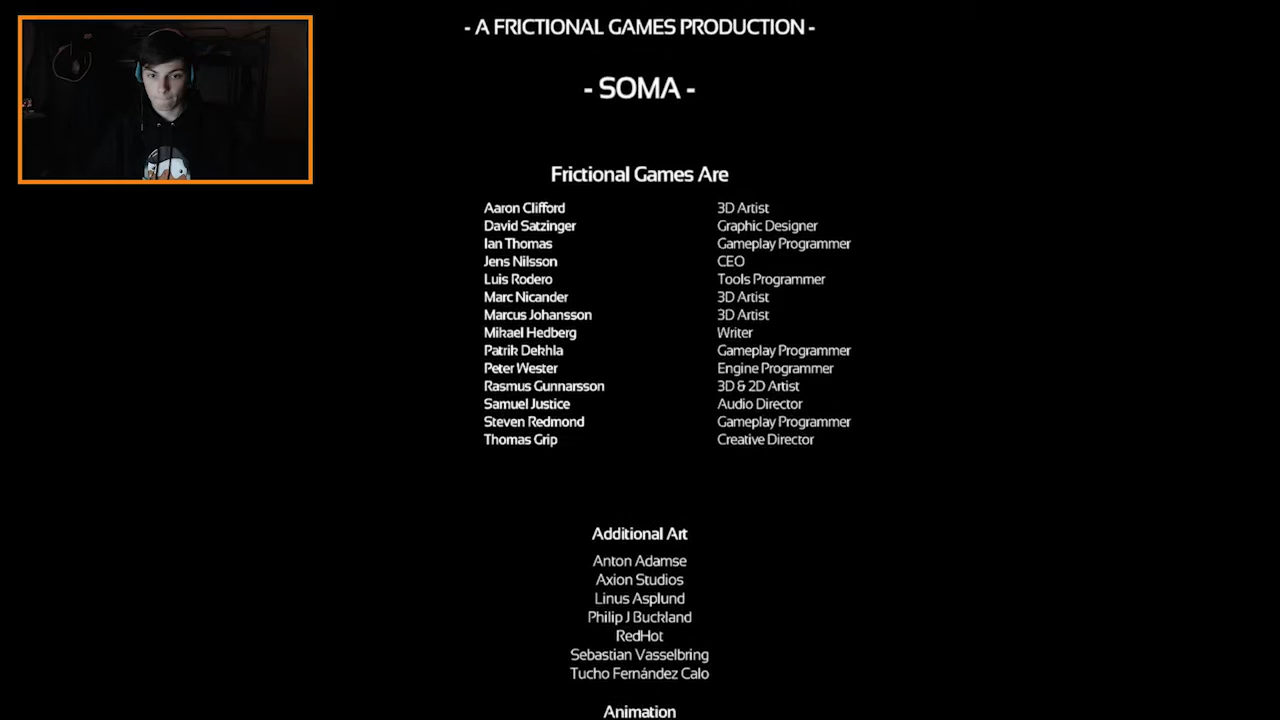 - A FRICTIONAL GAMES PRODUCTION -
- SOMA -
Frictional Games Are
Aaron Clifford 3D Artist
David Satzinger Graphic Designer
Ian Thomas Gameplay Programmer
Jens Nilsson CEO
Luis Rodero Tools Programmer
Marc Nicander 3D Artist
Marcus Johansson 3D Artist
Mikael Hedberg Writer
Patrik Dekhla Gameplay Programmer
Peter Wester Engine Programmer
Rasmus Gunnarsson 3D & 2D Artist
Samuel Justice Audio Director
Steven Redmond Gameplay Programmer
Thomas Grip Creative Director
Additional Art
Anton Adamse
Axion Studios
Linus Asplund
Philip J Buckland
RedHot
Sebastian Vasselbring
Tucho Fernández Calo
Animation